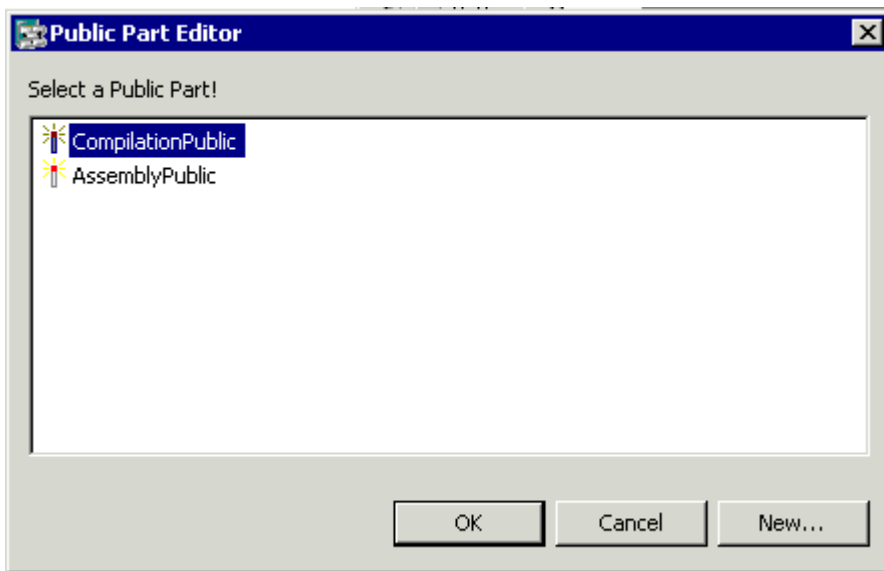 Public Part Editor
Select a Public Part!
CompilationPublic
AssemblyPublic
OK Cancel New...